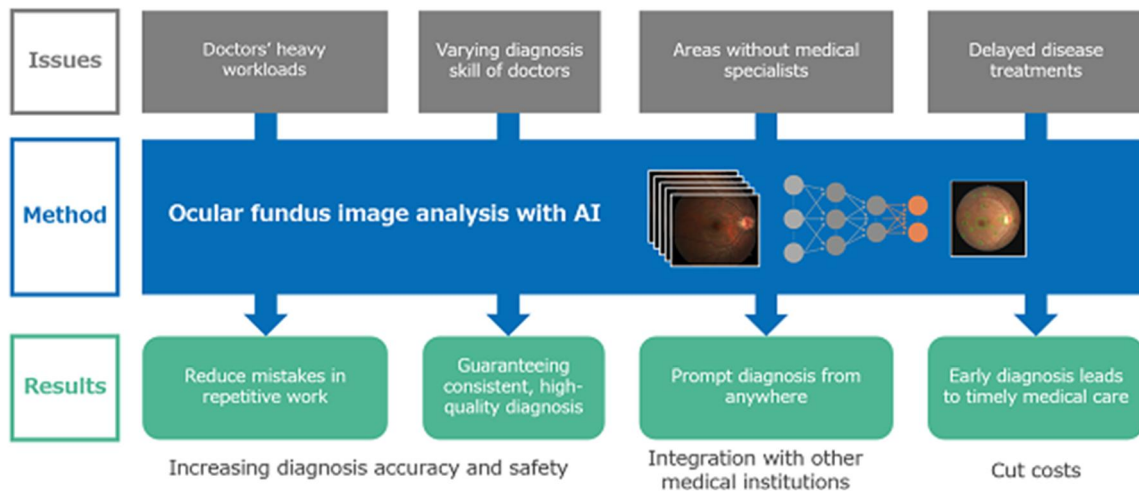 Issues
Doctors' heavy
workloads
Varying diagnosis
skill of doctors
Areas without medical
specialists
Delayed disease
treatments
Method
Ocular fundus image analysis with AI
Results
Reduce mistakes in
repetitive work
Guaranteeing
consistent, high-
quality diagnosis
Prompt diagnosis from
anywhere
Early diagnosis leads
to timely medical care
Increasing diagnosis accuracy and safety
Integration with other
medical institutions
Cut costs